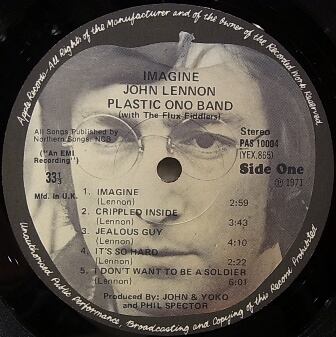 Apple Records. All Rights of the Manufacturer and of the owner of the Recorded Work Reserved.
IMAGINE
JOHN LENNON
PLASTIC ONO BAND
(with The Flux Fiddlers)
All Songs Published by
Northern Songs: NCB
("An EMI
Recording")
33⅓
Mfd. in U.K.
Stereo
PAS 10004
(YEX.865)
Side One
℗ 1971
1. IMAGINE
(Lennon) 2:59
2. CRIPPLED INSIDE
(Lennon) 3:43
3. JEALOUS GUY
(Lennon) 4:10
4. IT'S SO HARD
(Lennon) 2:22
5. I DON'T WANT TO BE A SOLDIER
(Lennon) 6:01
Produced By: JOHN & YOKO
and PHIL SPECTOR
Unauthorised Public Performance, Broadcasting and Copying of this Record Prohibited